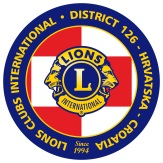 LIONS CLUBS INTERNATIONAL • DISTRICT 126 - HRVATSKA - CROATIA •
LIONS
L
INTERNATIONAL
Since
1994